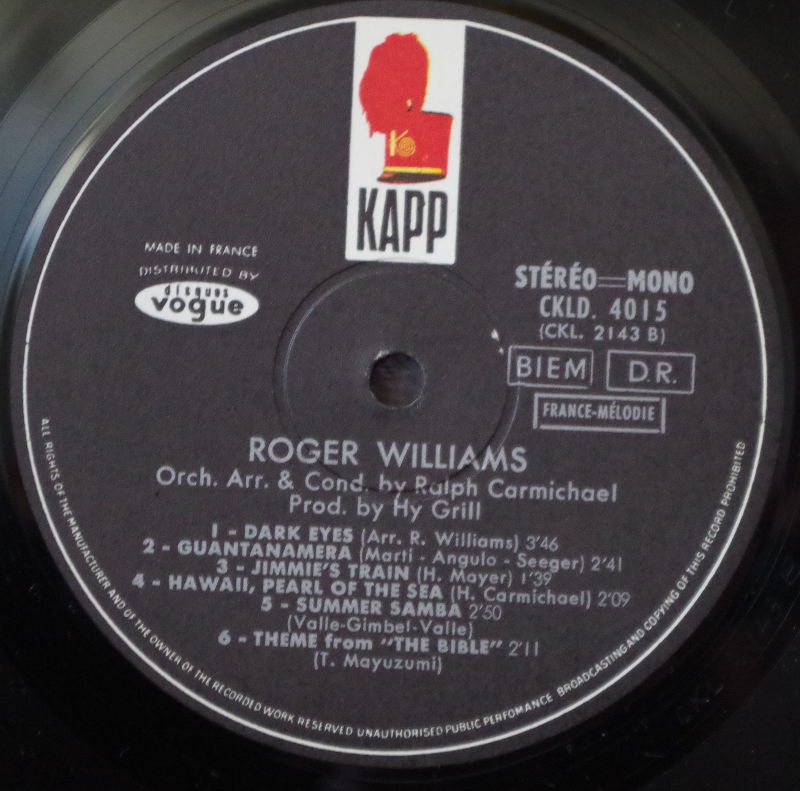 KAPP
MADE IN FRANCE
DISTRIBUTED BY
disques
vogue
STÉRÉO=MONO
CKLD. 4015
(CKL. 2143 B)
BIEM D.R.
FRANCE-MÉLODIE
ROGER WILLIAMS
Orch. Arr. & Cond. by Ralph Carmichael
Prod. by Hy Grill
1 - DARK EYES (Arr. R. Williams) 3'46
2 - GUANTANAMERA (Marti - Angulo - Seeger) 2'41
3 - JIMMIE'S TRAIN (H. Mayer) 1'39
4 - HAWAII, PEARL OF THE SEA (H. Carmichael) 2'09
5 - SUMMER SAMBA 2'50
(Valle-Gimbel-Valle)
6 - THEME from "THE BIBLE" 2'11
(T. Mayuzumi)
ALL RIGHTS OF THE MANUFACTURER AND OF THE OWNER OF THE RECORDED WORK RESERVED UNAUTHORISED PUBLIC PERFOMANCE BROADCASTING AND COPYING OF THIS RECORD PROHIBITED